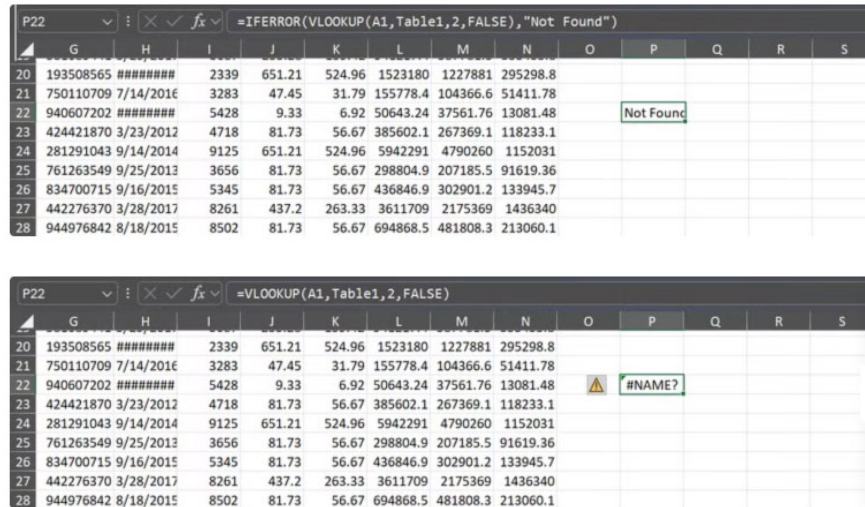 P22 fx =IFERROR(VLOOKUP(A1,Table1,2,FALSE),"Not Found")
G H I J K L M N O P Q R S
20 193508565 ######## 2339 651.21 524.96 1523180 1227881 295298.8
21 750110709 7/14/2016 3283 47.45 31.79 155778.4 104366.6 51411.78
22 940607202 ######## 5428 9.33 6.92 50643.24 37561.76 13081.48 Not Found
23 424421870 3/23/2012 4718 81.73 56.67 385602.1 267369.1 118233.1
24 281291043 9/14/2014 9125 651.21 524.96 5942291 4790260 1152031
25 761263549 9/25/2013 3656 81.73 56.67 298804.9 207185.5 91619.36
26 834700715 9/16/2015 5345 81.73 56.67 436846.9 302901.2 133945.7
27 442276370 3/28/2017 8261 437.2 263.33 3611709 2175369 1436340
28 944976842 8/18/2015 8502 81.73 56.67 694868.5 481808.3 213060.1
P22 fx =VLOOKUP(A1,Table1,2,FALSE)
G H I J K L M N O P Q R S
20 193508565 ######## 2339 651.21 524.96 1523180 1227881 295298.8
21 750110709 7/14/2016 3283 47.45 31.79 155778.4 104366.6 51411.78
22 940607202 ######## 5428 9.33 6.92 50643.24 37561.76 13081.48 #NAME?
23 424421870 3/23/2012 4718 81.73 56.67 385602.1 267369.1 118233.1
24 281291043 9/14/2014 9125 651.21 524.96 5942291 4790260 1152031
25 761263549 9/25/2013 3656 81.73 56.67 298804.9 207185.5 91619.36
26 834700715 9/16/2015 5345 81.73 56.67 436846.9 302901.2 133945.7
27 442276370 3/28/2017 8261 437.2 263.33 3611709 2175369 1436340
28 944976842 8/18/2015 8502 81.73 56.67 694868.5 481808.3 213060.1